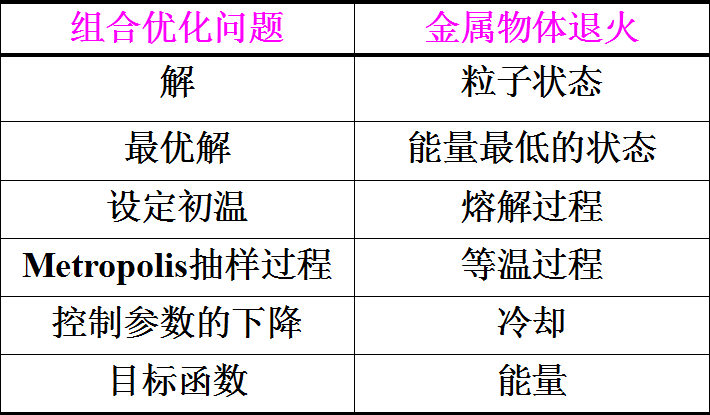 组合优化问题 金属物体退火
解 粒子状态
最优解 能量最低的状态
设定初温 熔解过程
Metropolis抽样过程 等温过程
控制参数的下降 冷却
目标函数 能量